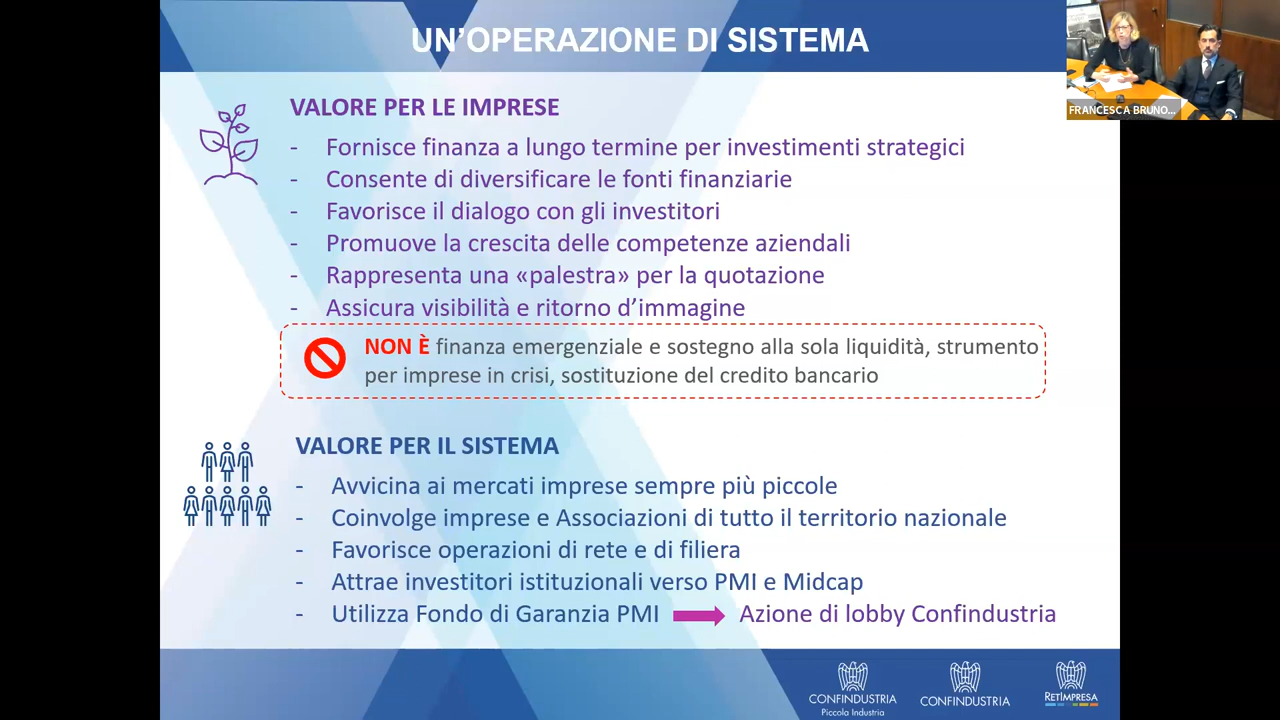 UN'OPERAZIONE DI SISTEMA
FRANCESCA BRUNO...
VALORE PER LE IMPRESE
- Fornisce finanza a lungo termine per investimenti strategici
- Consente di diversificare le fonti finanziarie
- Favorisce il dialogo con gli investitori
- Promuove la crescita delle competenze aziendali
- Rappresenta una «palestra» per la quotazione
- Assicura visibilità e ritorno d'immagine
NON È finanza emergenziale e sostegno alla sola liquidità, strumento
per imprese in crisi, sostituzione del credito bancario
VALORE PER IL SISTEMA
- Avvicina ai mercati imprese sempre più piccole
- Coinvolge imprese e Associazioni di tutto il territorio nazionale
- Favorisce operazioni di rete e di filiera
- Attrae investitori istituzionali verso PMI e Midcap
- Utilizza Fondo di Garanzia PMI Azione di lobby Confindustria
CONFINDUSTRIA
Piccola Industria
CONFINDUSTRIA
RETIMPRESA